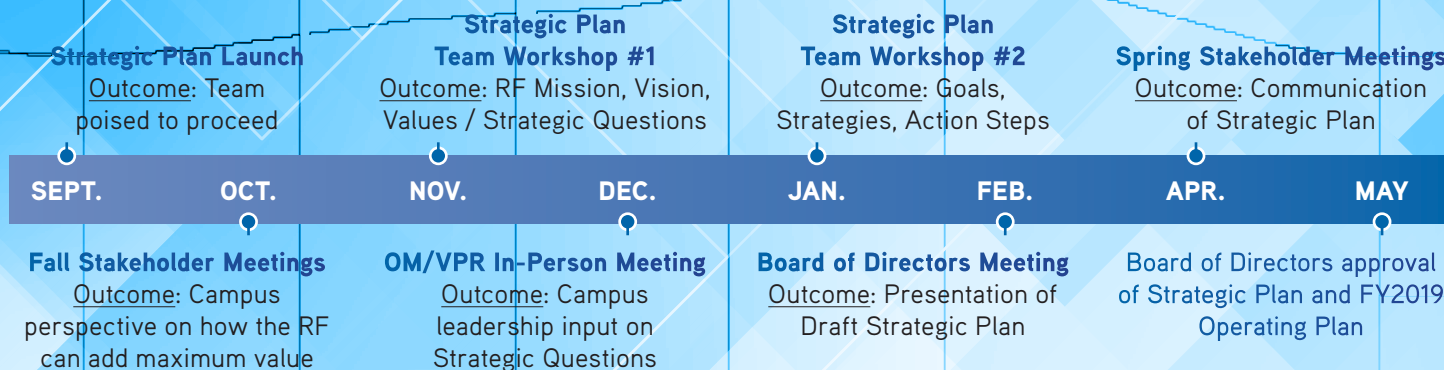 Strategic Plan Launch
Outcome: Team
poised to proceed
Strategic Plan
Team Workshop #1
Outcome: RF Mission, Vision,
Values / Strategic Questions
Strategic Plan
Team Workshop #2
Outcome: Goals,
Strategies, Action Steps
Spring Stakeholder Meetings
Outcome: Communication
of Strategic Plan
SEPT. OCT. NOV. DEC. JAN. FEB. APR. MAY
Fall Stakeholder Meetings
Outcome: Campus
perspective on how the RF
can add maximum value
OM/VPR In-Person Meeting
Outcome: Campus
leadership input on
Strategic Questions
Board of Directors Meeting
Outcome: Presentation of
Draft Strategic Plan
Board of Directors approval
of Strategic Plan and FY2019
Operating Plan